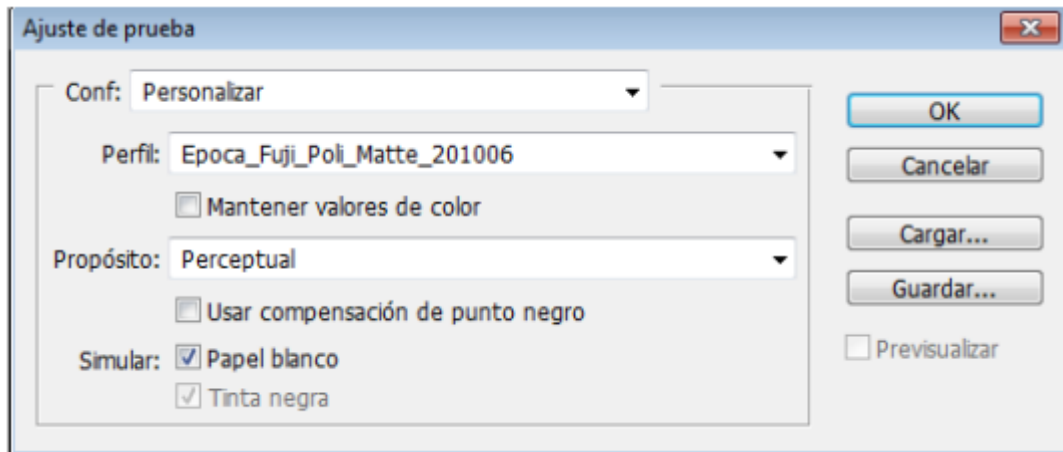 Ajuste de prueba
Conf: Personalizar
OK
Perfil: Epoca_Fuji_Poli_Matte_201006
Cancelar
Mantener valores de color
Cargar...
Propósito: Perceptual
Guardar...
Usar compensación de punto negro
Simular: Papel blanco
Previsualizar
Tinta negra